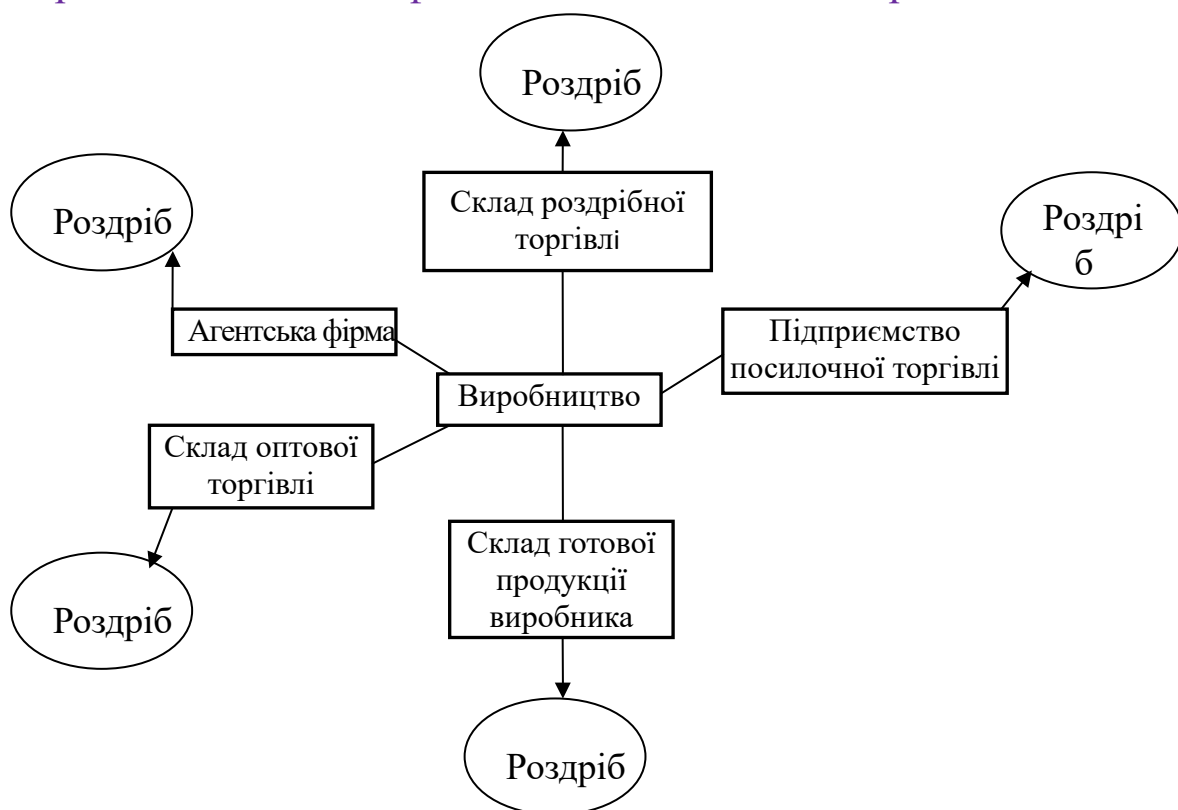 Роздріб
Склад роздрібної
торгівлі
Роздріб
Роздрі
б
Агентська фірма
Підприємство
посилочної торгівлі
Виробництво
Склад оптової
торгівлі
Склад готової
продукції
виробника
Роздріб
Роздріб